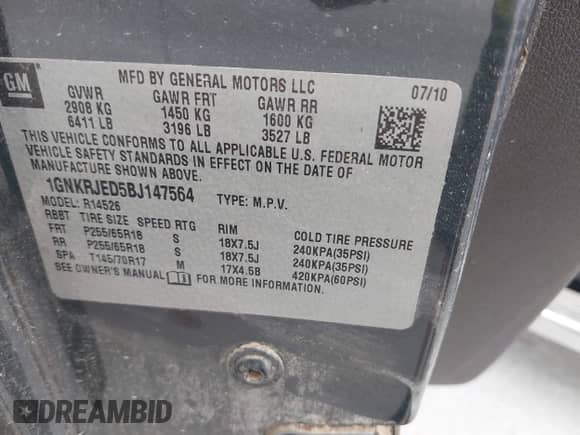 GM
MFD BY GENERAL MOTORS LLC
07/10
GVWR GAWR FRT GAWR RR
2908 KG 1450 KG 1600 KG
6411 LB 3196 LB 3527 LB
THIS VEHICLE CONFORMS TO ALL APPLICABLE U.S. FEDERAL MOTOR
VEHICLE SAFETY STANDARDS IN EFFECT ON THE DATE OF
MANUFACTURE SHOWN ABOVE.
1GNKRJED5BJ147564 TYPE: M.P.V.
MODEL: R14526
RBBT TIRE SIZE SPEED RTG RIM COLD TIRE PRESSURE
FRT P255/65R18 S 18X7.5J 240KPA(35PSI)
RR P255/65R18 S 18X7.5J 240KPA(35PSI)
SPA T145/70R17 M 17X4.5B 420KPA(60PSI)
SEE OWNER'S MANUAL FOR MORE INFORMATION.
DREAMBID